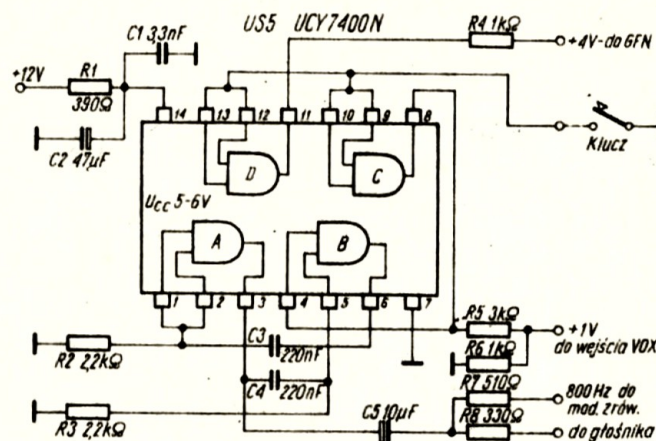 C1 3,3nF
US5 UCY7400N
R4 1kΩ
+4V-do GFN
+12V
R1
390Ω
C2 47µF
14 13 12 11 10 9 8
Klucz
D
C
Ucc 5-6V
A
B
1 2 3 4 5 6 7
R2 2,2kΩ
C3
220nF
C4
220nF
R3 2,2kΩ
C5 10µF
R5 3kΩ
+1V
do wejścia VOX
R6 1kΩ
R7 510Ω
800Hz do
mod. zrów.
R8 330Ω
do głośnika